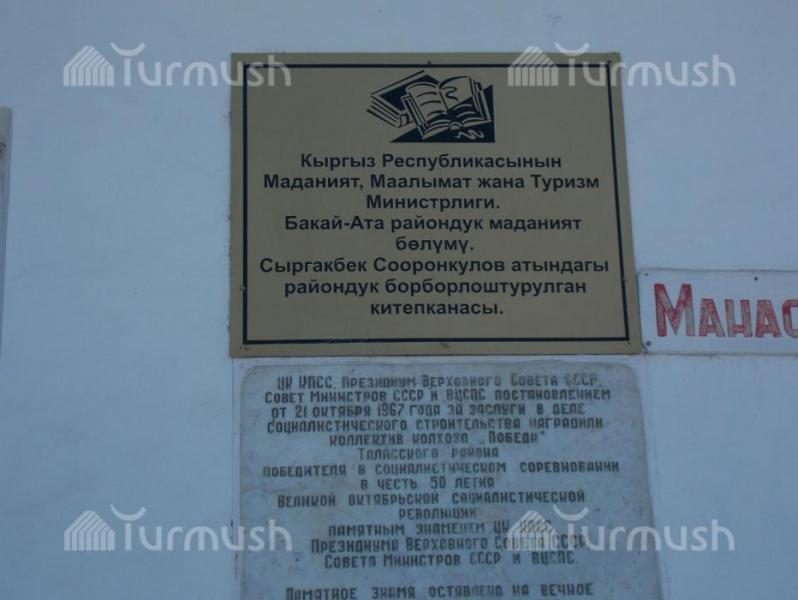 Turmush
Turmush
Кыргыз Республикасынын
Маданият, Маалымат жана Туризм
Министрлиги.
Бакай-Ата райондук маданият
бөлүмү.
Сыргакбек Сооронкулов атындагы
райондук борборлоштурулган
китепканасы.
Манас
ЦК КПСС, Президиум Верховного Совета СССР,
Совет Министров СССР и ВЦСПС постановлением
от 21 октября 1967 года за заслуги в деле
социалистического строительства наградили
коллектив колхоза „Победа"
Таласского района
победителя в социалистическом соревновании
в честь 50 летия
Великой октябрьской социалистической
революции
памятным знаменем ЦК КПСС,
Президиума Верховного Совета СССР
Совета Министров СССР и ВЦСПС.
Памятное знамя оставлено на вечное
Turmush
Turmush